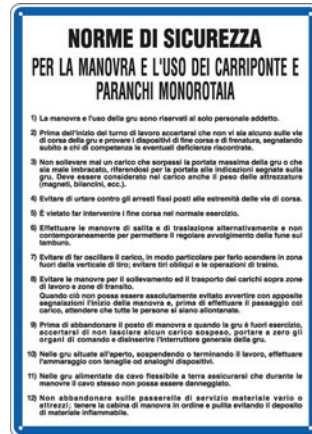 NORME DI SICUREZZA
PER LA MANOVRA E L'USO DEI CARRIPONTE E
PARANCHI MONOROTAIA
1) La manovra e l'uso della gru sono riservati al solo personale addetto.
2) Prima dell'inizio del turno di lavoro accertarsi che non vi sia alcuno sulle vie
di corsa della gru e provare i dispositivi di fine corsa e di frenatura, segnalando
subito a chi di competenza le eventuali deficienze riscontrate.
3) Non sollevare mai un carico che sorpassi la portata massima della gru o che
sia male imbracato, riferendosi per la portata alle indicazioni segnate sulla
gru. Deve essere considerato nel carico anche il peso delle attrezzature
(magneti, bilancini, ecc.).
4) Evitare di urtare contro gli arresti fissi posti alle estremità delle vie di corsa.
5) È vietato far intervenire i fine corsa nel normale esercizio.
6) Effettuare le manovre di salita e di traslazione alternativamente e non
contemporaneamente per permettere il regolare avvolgimento della fune sul
tamburo.
7) Evitare di far oscillare il carico, in modo particolare per farlo scendere in zona
fuori dalla verticale di tiro; evitare tiri obliqui e le operazioni di traino.
8) Evitare le manovre per il sollevamento ed il trasporto dei carichi sopra zone
di lavoro e zone di transito.
Quando ciò non possa essere assolutamente evitato avvertire con apposite
segnalazioni l'inizio della manovra e, prima di effettuare il passaggio col
carico, attendere che tutte le persone si siano allontanate.
9) Prima di abbandonare il posto di manovra e quando la gru è fuori esercizio,
accertarsi di non lasciare alcun carico sospeso, portare a zero gli
organi di comando e disinserire l'interruttore generale della gru.
10) Nelle gru situate all'aperto, sospendendo o terminando il lavoro, effettuare
l'ammaraggio con tenaglie od analoghi dispositivi.
11) Nelle gru alimentate da cavo flessibile a terra assicurarsi che durante le
manovre il cavo stesso non possa essere danneggiato.
12) Non abbandonare sulle passerelle di servizio materiale vario o
attrezzi; tenere la cabina di manovra in ordine e pulita evitando il deposito
di materiale infiammabile.